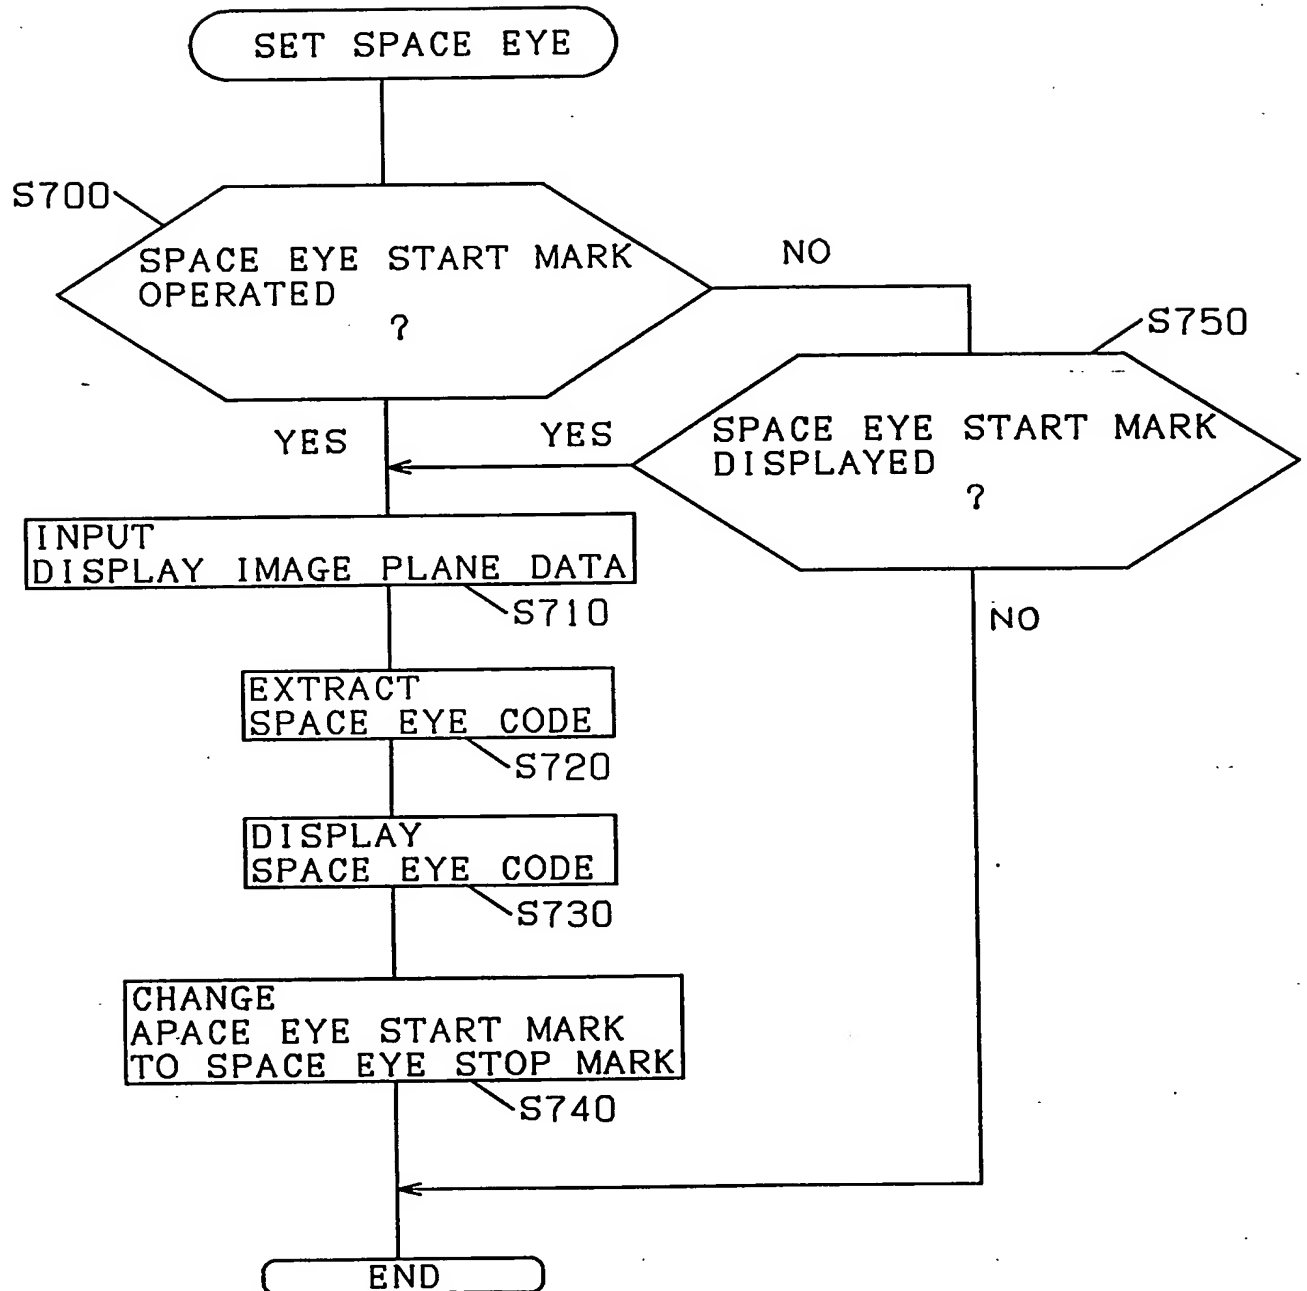 SET SPACE EYE
S700
SPACE EYE START MARK
OPERATED
?
NO
S750
SPACE EYE START MARK
DISPLAYED
?
YES
YES
NO
INPUT
DISPLAY IMAGE PLANE DATA
S710
EXTRACT
SPACE EYE CODE
S720
DISPLAY
SPACE EYE CODE
S730
CHANGE
APACE EYE START MARK
TO SPACE EYE STOP MARK
S740
END